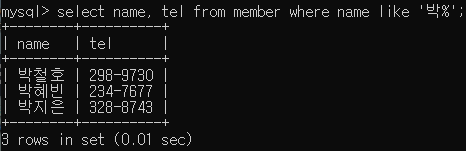 mysql> select name, tel from member where name like '박%';
+--------+----------+
| name   | tel      |
+--------+----------+
| 박철호 | 298-9730 |
| 박혜빈 | 234-7677 |
| 박지은 | 328-8743 |
+--------+----------+
3 rows in set (0.01 sec)